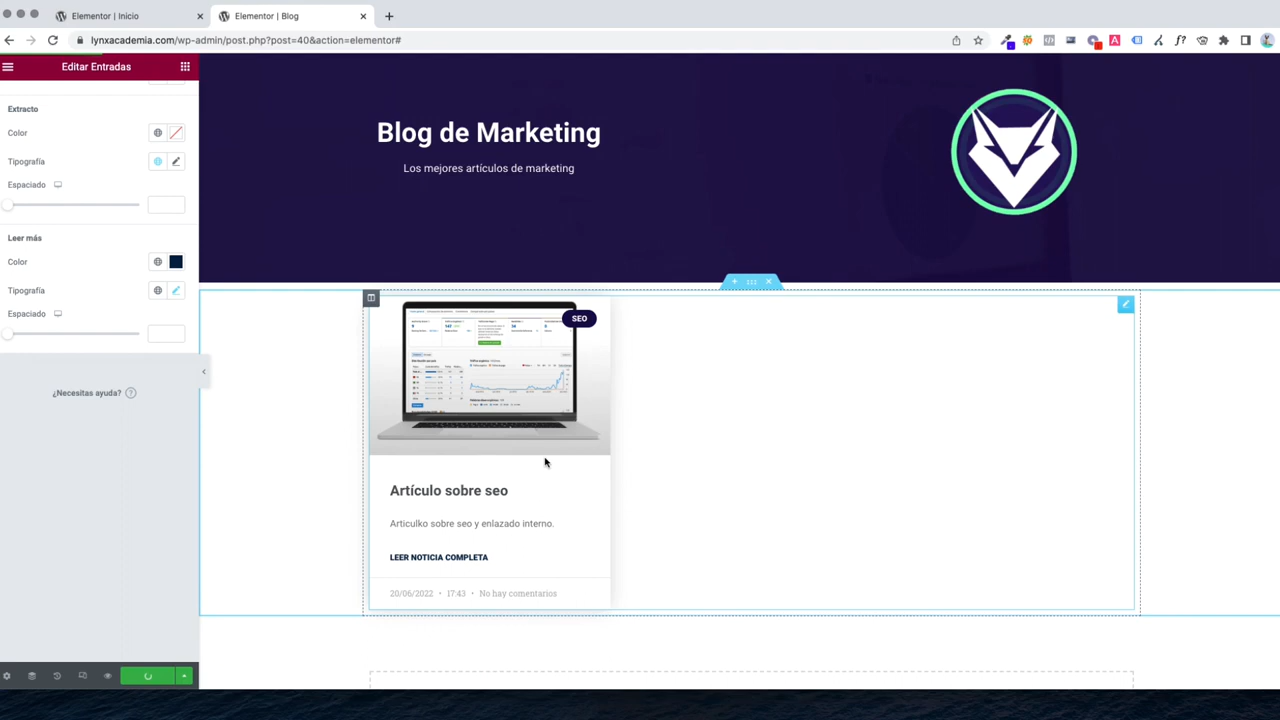 Elementor | Inicio
Elementor | Blog
lynxacademia.com/wp-admin/post.php?post=40&action=elementor#
Editar Entradas
Extracto
Color
Tipografía
Espaciado
Leer más
Color
Tipografía
Espaciado
¿Necesitas ayuda?
Blog de Marketing
Los mejores artículos de marketing
SEO
Artículo sobre seo
Articulko sobre seo y enlazado interno.
LEER NOTICIA COMPLETA
20/06/2022 • 17:43 • No hay comentarios